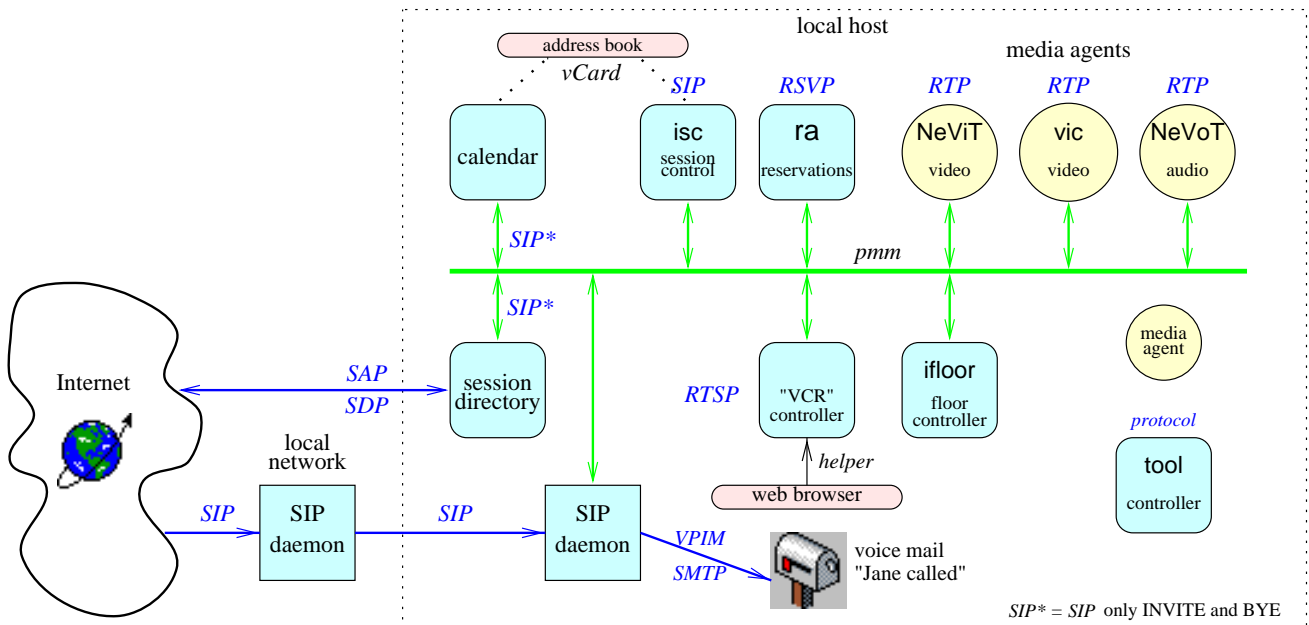 local host
address book
media agents
vCard
SIP
RSVP
RTP
RTP
RTP
calendar
isc
session
control
ra
reservations
NeViT
video
vic
video
NeVoT
audio
SIP*
pmm
SIP*
Internet
SAP
SDP
session
directory
RTSP
"VCR"
controller
ifloor
floor
controller
media
agent
protocol
tool
controller
local
network
helper
web browser
SIP
SIP
daemon
SIP
SIP
daemon
VPIM
SMTP
voice mail
"Jane called"
SIP* = SIP only INVITE and BYE